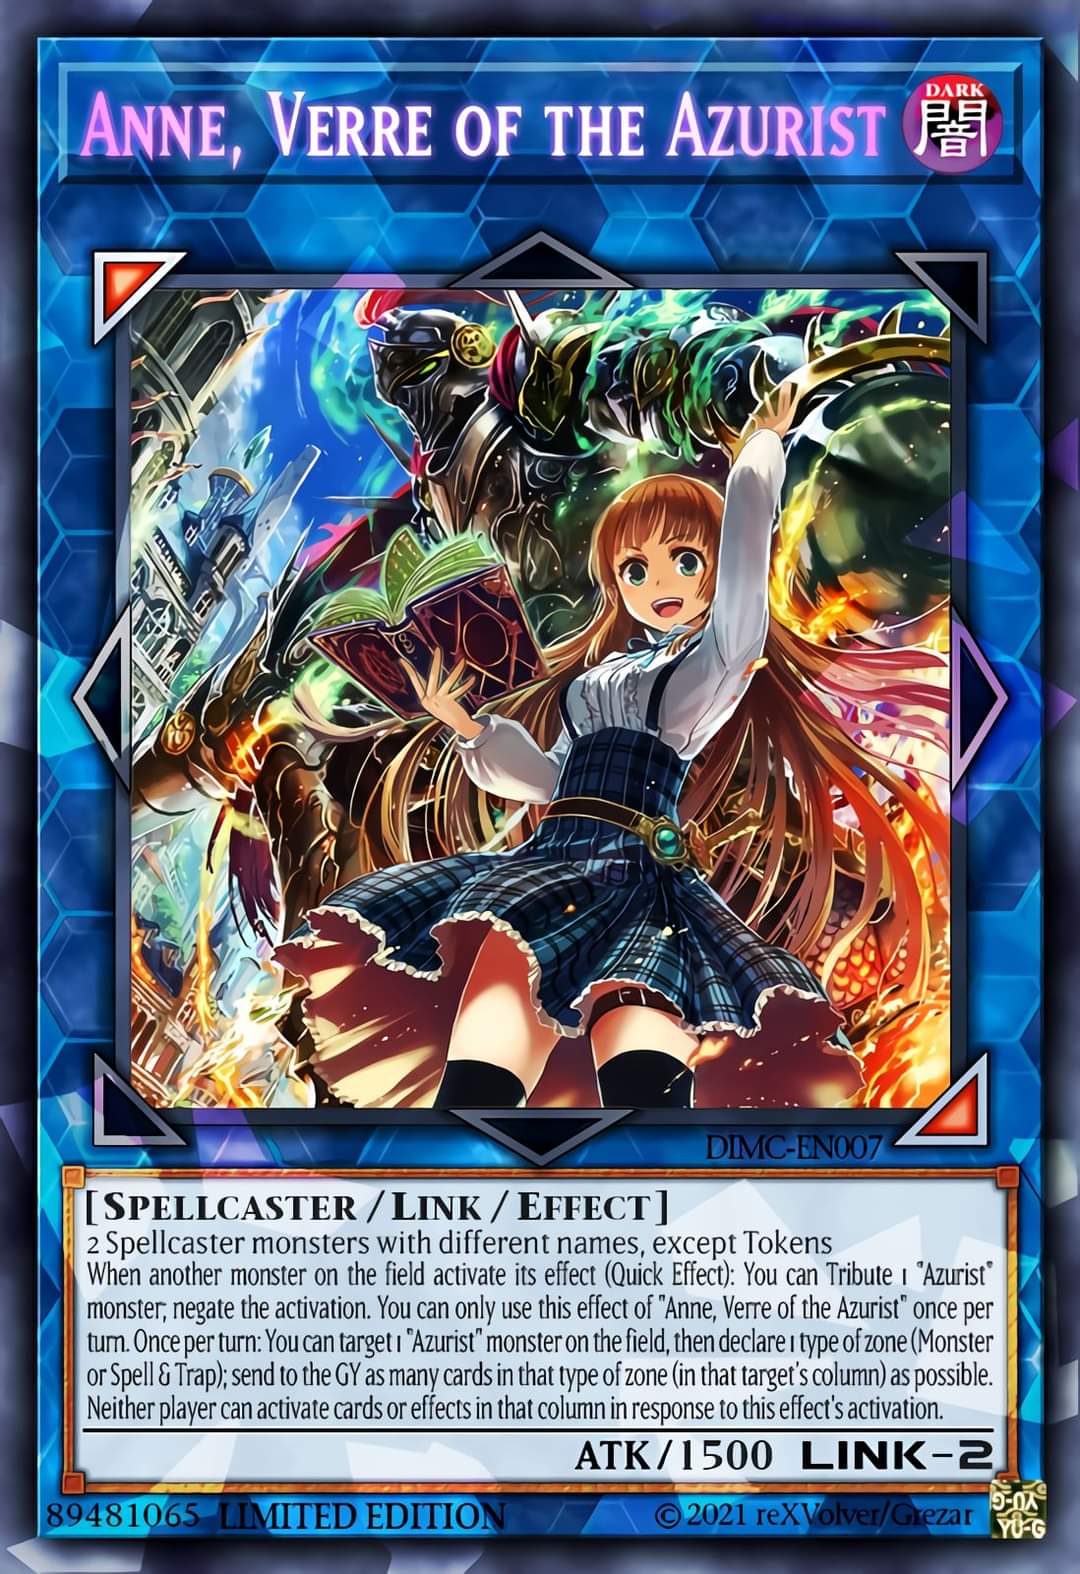 ANNE, VERRE OF THE AZURIST
DARK
闇
DIMC-EN007
[SPELLCASTER / LINK / EFFECT]
2 Spellcaster monsters with different names, except Tokens
When another monster on the field activate its effect (Quick Effect): You can Tribute 1 "Azurist"
monster; negate the activation. You can only use this effect of "Anne, Verre of the Azurist" once per
turn. Once per turn: You can target 1 "Azurist" monster on the field, then declare 1 type of zone (Monster
or Spell & Trap); send to the GY as many cards in that type of zone (in that target's column) as possible.
Neither player can activate cards or effects in that column in response to this effect's activation.
ATK/1500 LINK-2
89481065 LIMITED EDITION © 2021 reXVolver/Grezar
YU-G
YU-G